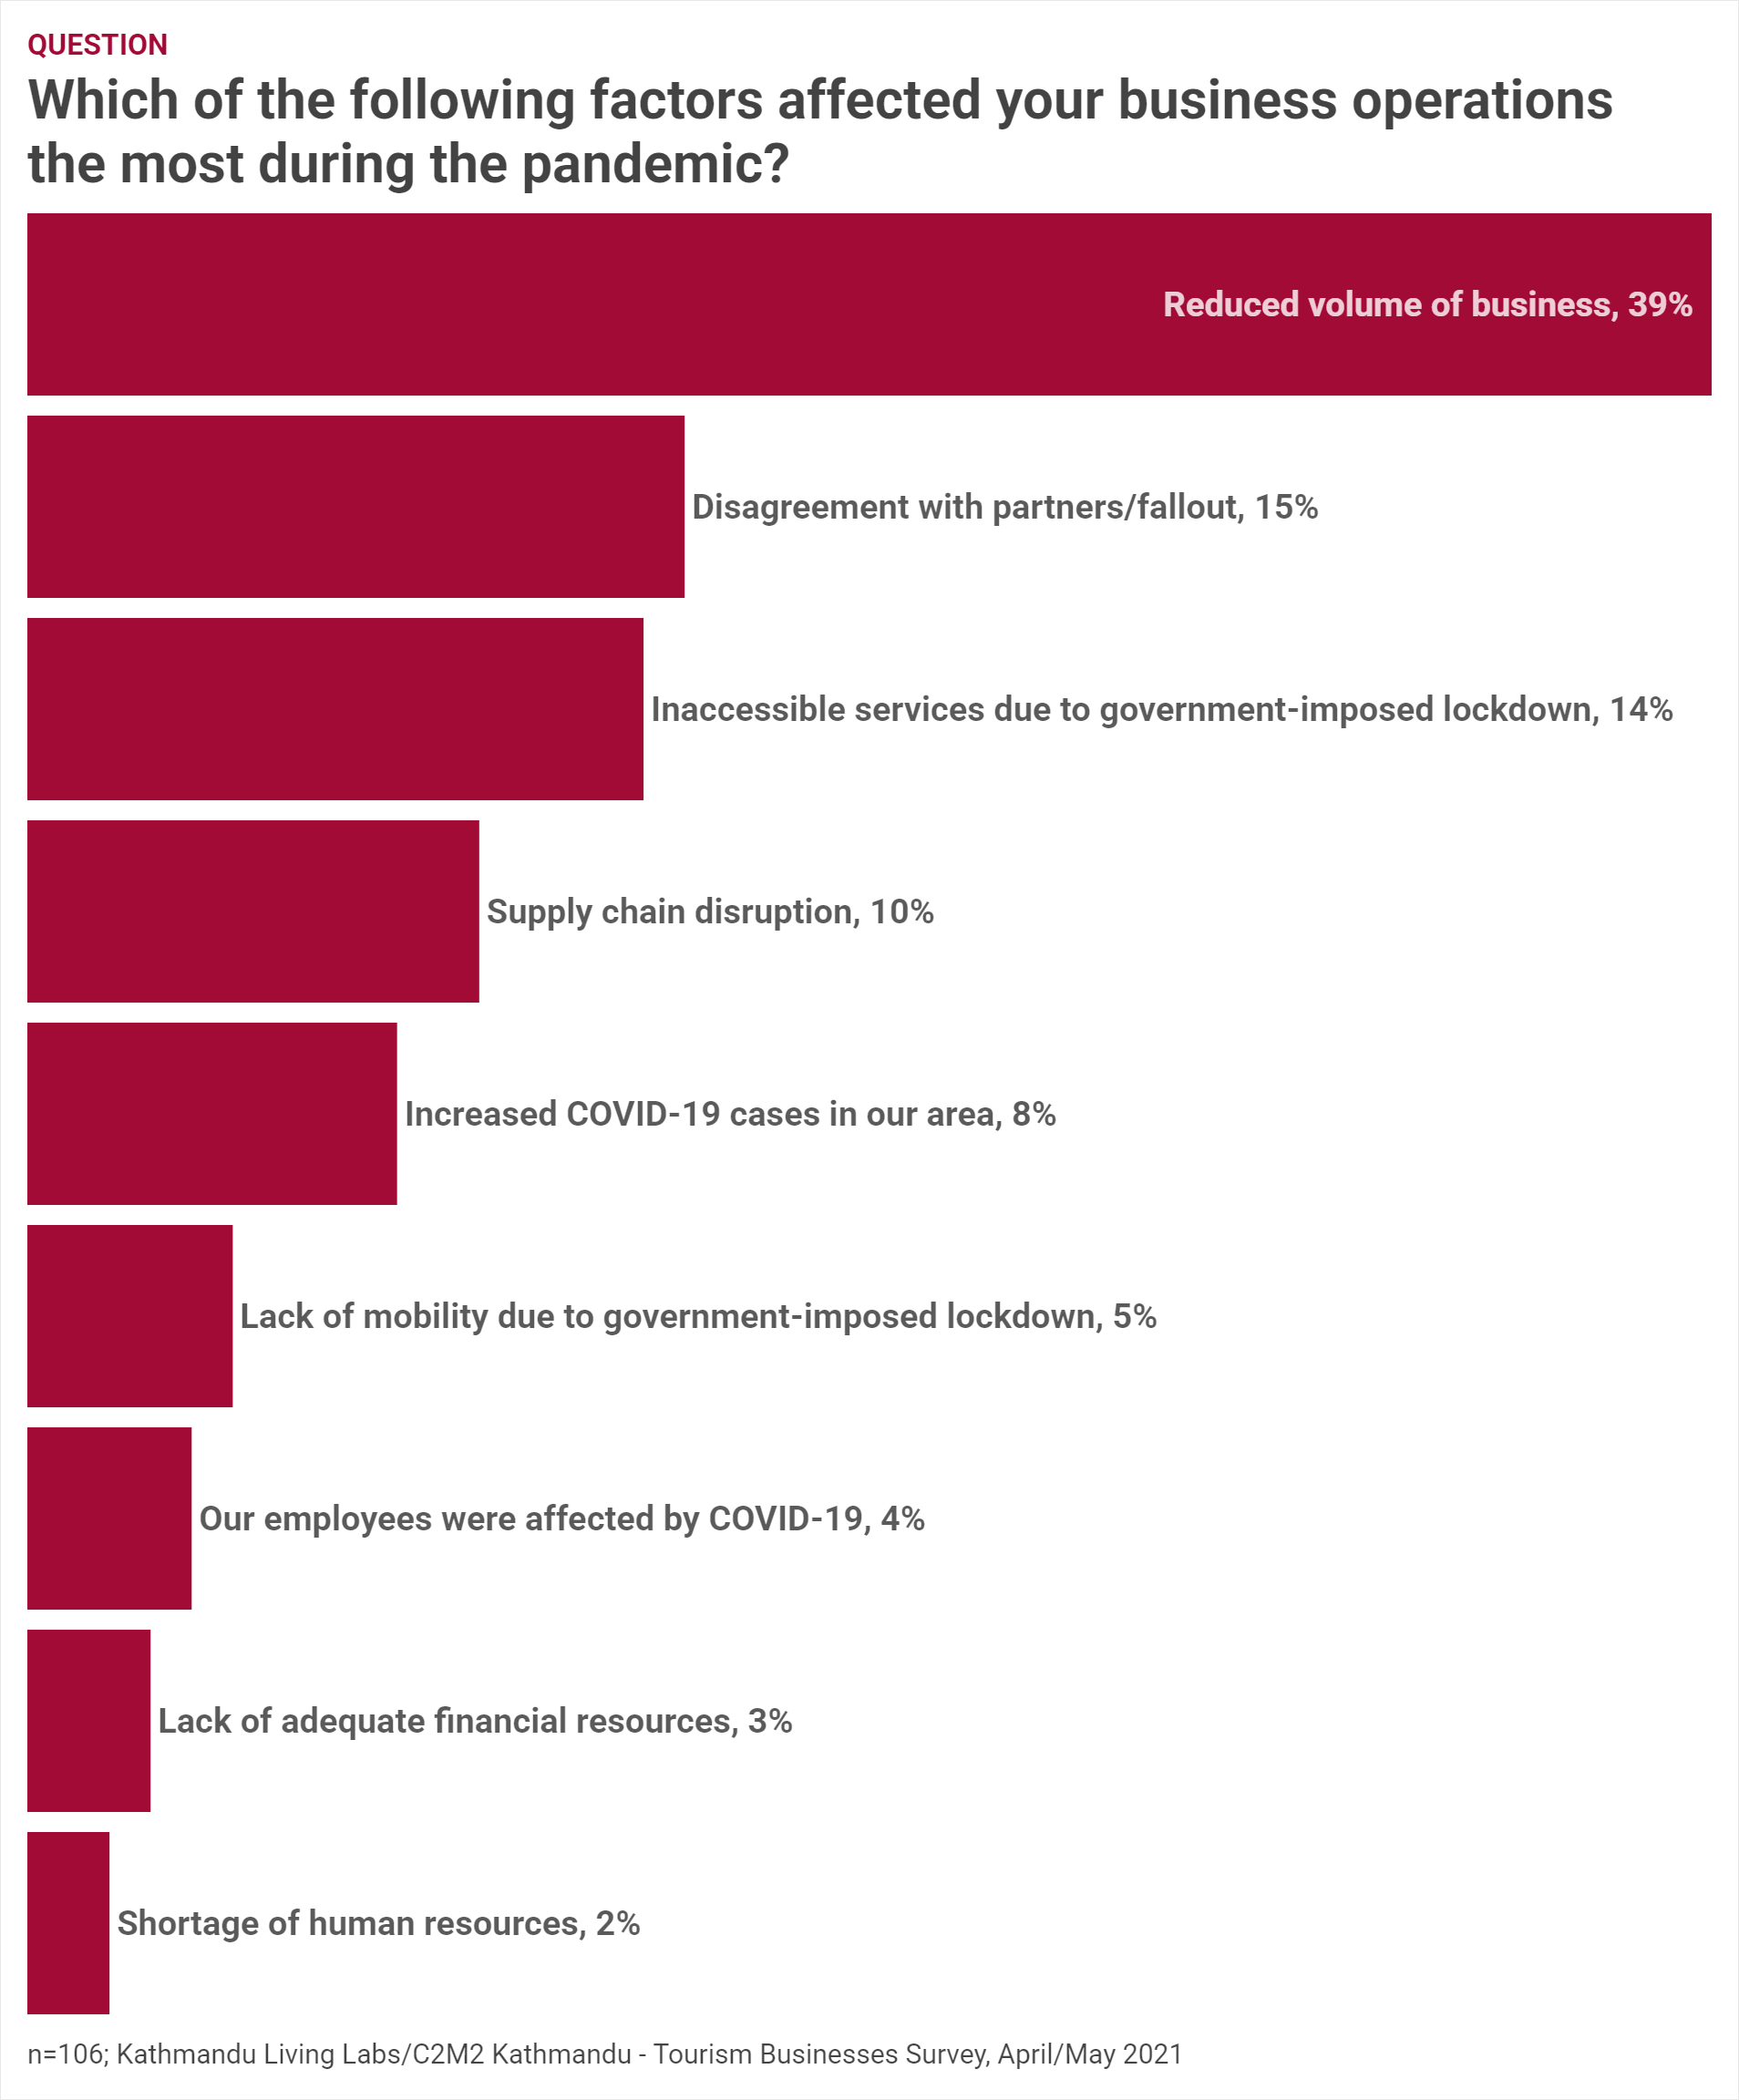 QUESTION
Which of the following factors affected your business operations
the most during the pandemic?
Reduced volume of business, 39%
Disagreement with partners/fallout, 15%
Inaccessible services due to government-imposed lockdown, 14%
Supply chain disruption, 10%
Increased COVID-19 cases in our area, 8%
Lack of mobility due to government-imposed lockdown, 5%
Our employees were affected by COVID-19, 4%
Lack of adequate financial resources, 3%
Shortage of human resources, 2%
n=106; Kathmandu Living Labs/C2M2 Kathmandu - Tourism Businesses Survey, April/May 2021